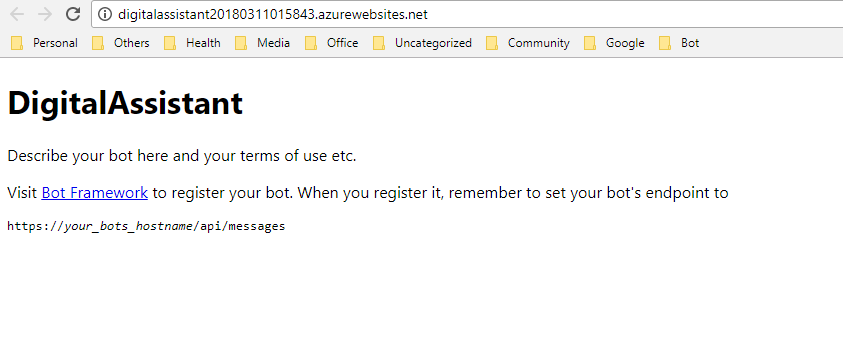 digitalassistant20180311015843.azurewebsites.net
Personal Others Health Media Office Uncategorized Community Google Bot
DigitalAssistant
Describe your bot here and your terms of use etc.
Visit Bot Framework to register your bot. When you register it, remember to set your bot's endpoint to
https://your_bots_hostname/api/messages